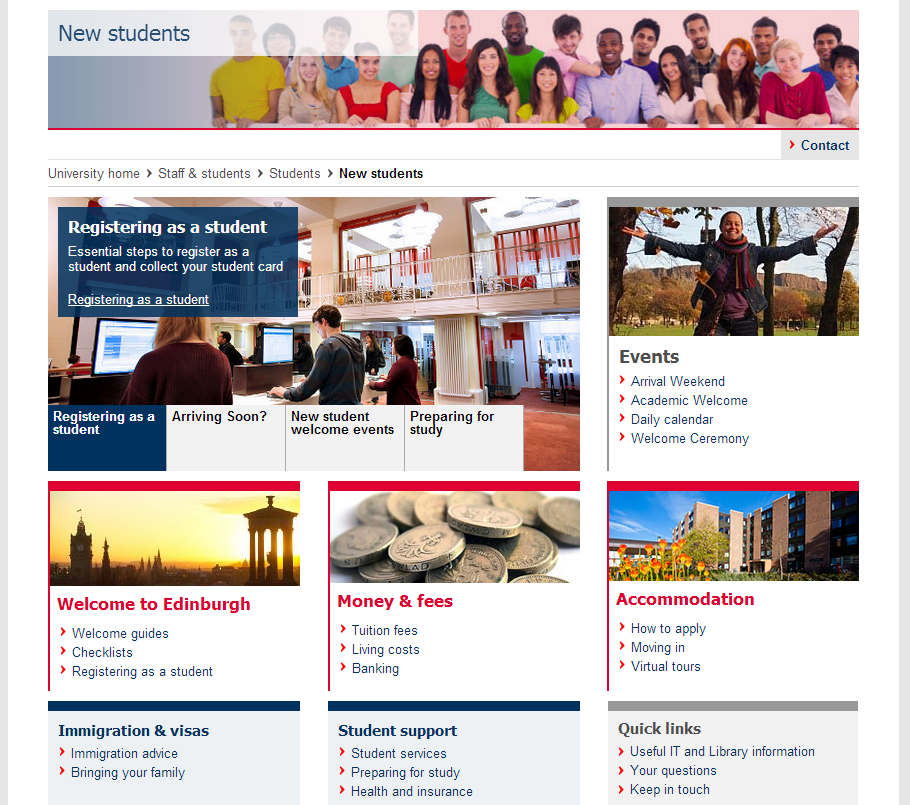 New students
Contact
University home › Staff & students › Students › New students
Registering as a student
Essential steps to register as a
student and collect your student card
Registering as a student
Registering as a
student
Arriving Soon?
New student
welcome events
Preparing for
study
Events
Arrival Weekend
Academic Welcome
Daily calendar
Welcome Ceremony
Welcome to Edinburgh
Welcome guides
Checklists
Registering as a student
Money & fees
Tuition fees
Living costs
Banking
Accommodation
How to apply
Moving in
Virtual tours
Immigration & visas
Immigration advice
Bringing your family
Student support
Student services
Preparing for study
Health and insurance
Quick links
Useful IT and Library information
Your questions
Keep in touch